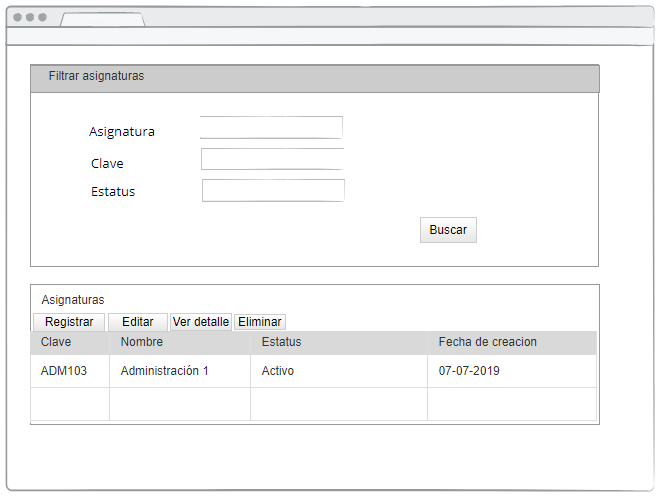 Filtrar asignaturas
Asignatura
Clave
Estatus
Buscar
Asignaturas
Registrar Editar Ver detalle Eliminar
Clave Nombre Estatus Fecha de creacion
ADM103 Administración 1 Activo 07-07-2019